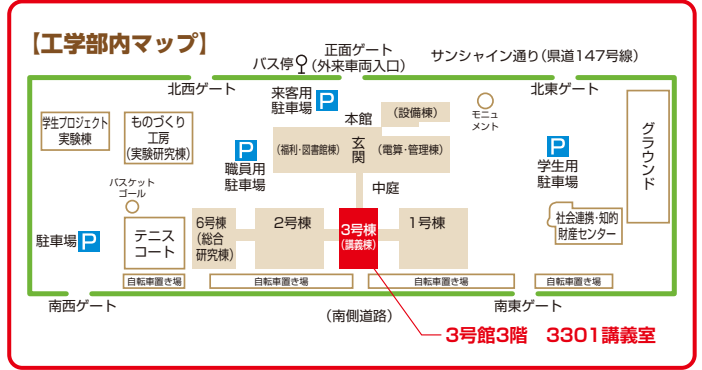 【工学部内マップ】
バス停
正面ゲート
(外来車両入口)
サンシャイン通り(県道147号線)
北西ゲート
来客用
駐車場
P
本館
(設備棟)
モニュ
メント
北東ゲート
学生プロジェクト
実験棟
ものづくり
工房
(実験研究棟)
P
職員用
駐車場
(福利・図書館棟)
玄関
(電算・管理棟)
P
学生用
駐車場
グラウンド
中庭
バスケット
ゴール
駐車場
P
テニス
コート
6号棟
(総合
研究棟)
2号棟
3号棟
(講義棟)
1号棟
社会連携・知的
財産センター
自転車置き場
自転車置き場
自転車置き場
自転車置き場
南西ゲート
(南側道路)
南東ゲート
3号館3階 3301講義室